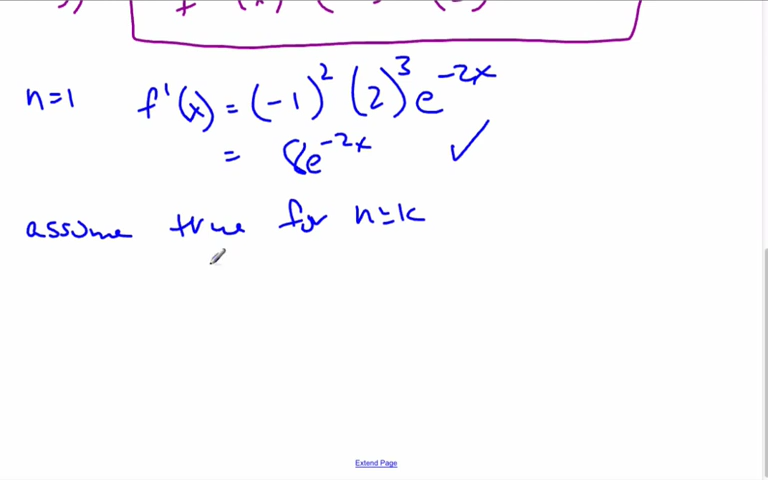 n=1 f'(x) = (-1)² (2)³ e^-2x
= 8e^-2x ✓
assume true for n=k
Extend Page